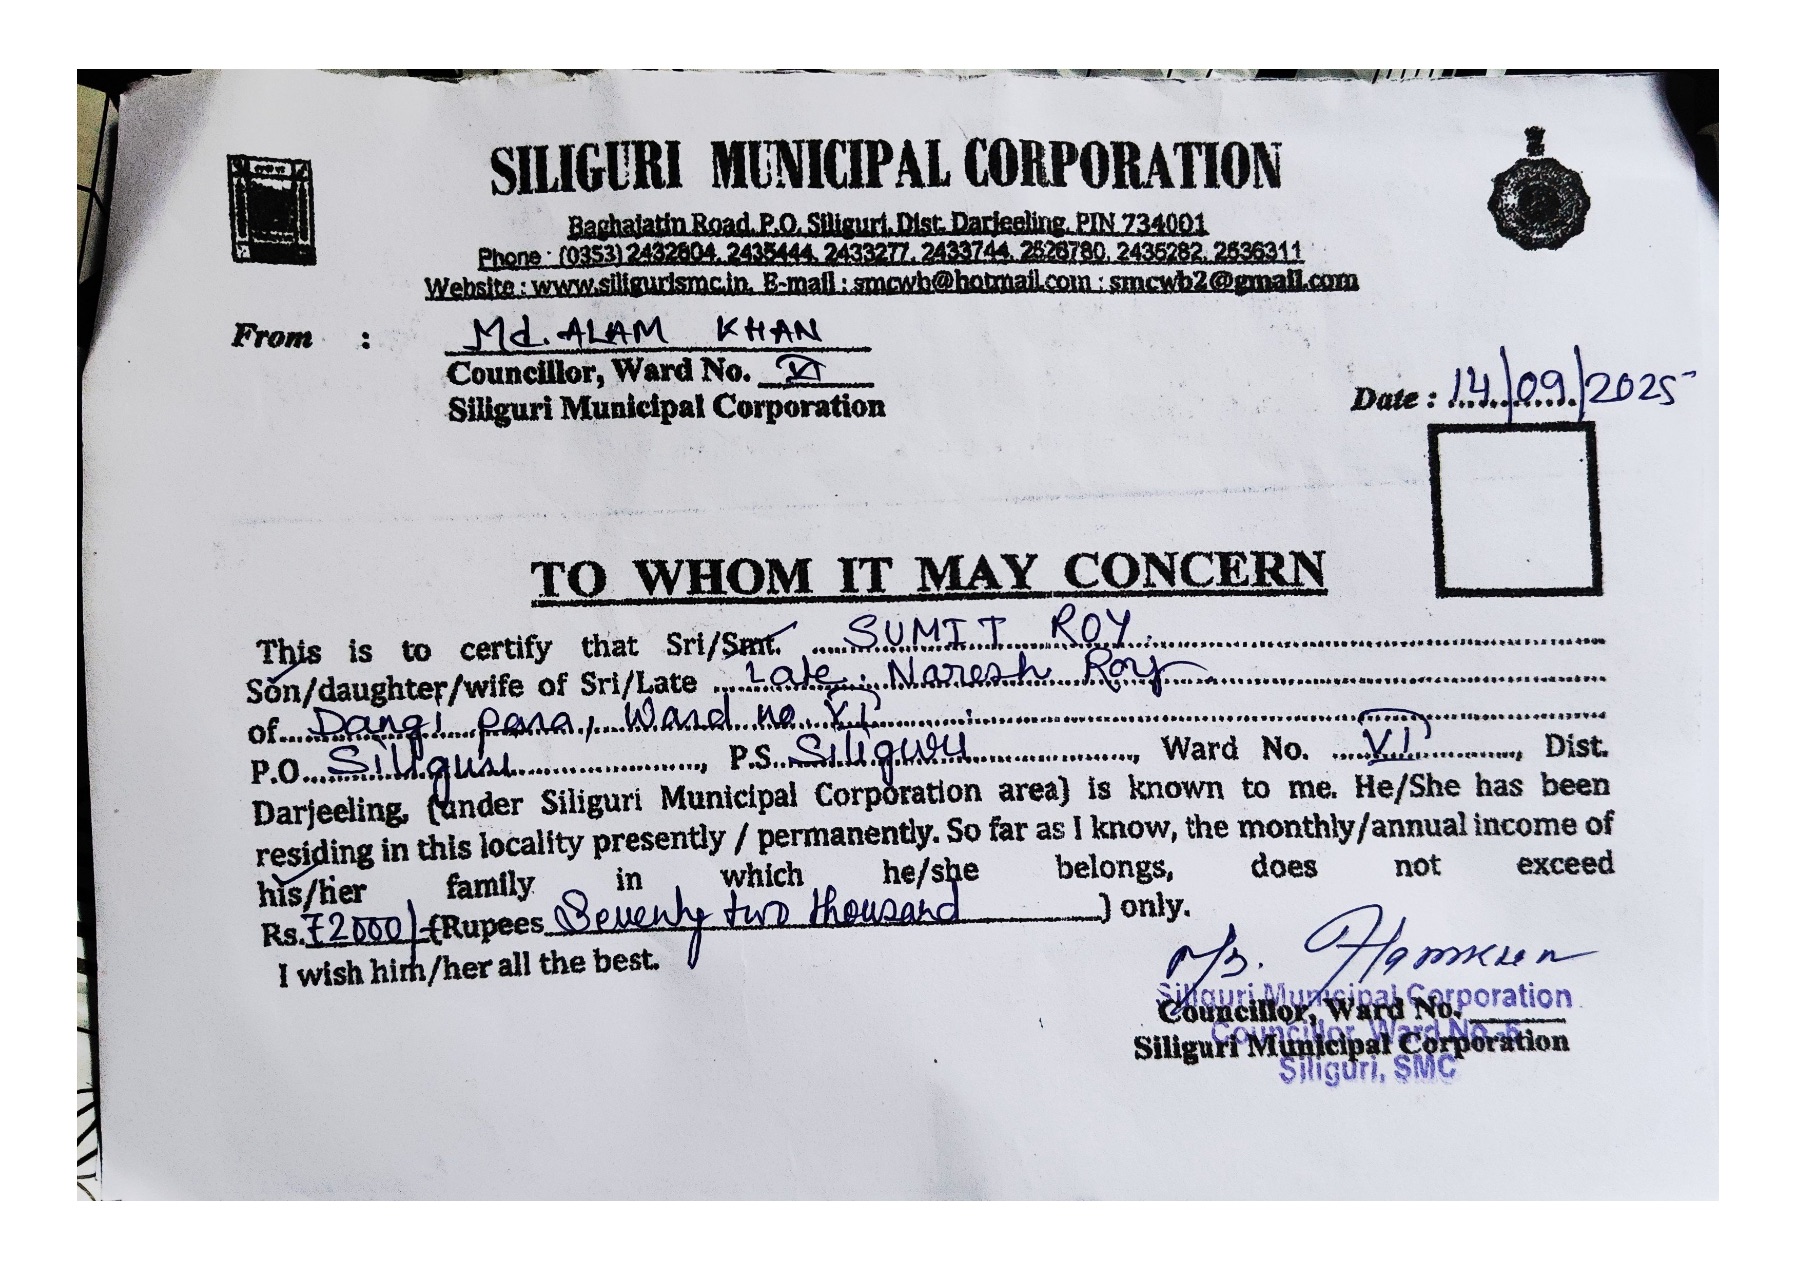 SILIGURI MUNICIPAL CORPORATION
Baghajatin Road, P.O. Siliguri, Dist. Darjeeling, PIN 734001
Phone : (0353) 2432604, 2435444, 2433277, 2433744, 2526780, 2435282, 2536311
Website : www.siligurismc.in, E-mail : smcwb@hotmail.com ; smcwb2@gmail.com
From : Md. ALAM KHAN
Councillor, Ward No. VI
Siliguri Municipal Corporation
Date : 14/09/2025
TO WHOM IT MAY CONCERN
This is to certify that Sri/Smt. SUMIT ROY.
Son/daughter/wife of Sri/Late Late. Naresh Roy
of Dangi para, Ward no VI
P.O. Siliguri, P.S. Siliguri, Ward No. VI, Dist.
Darjeeling, (under Siliguri Municipal Corporation area) is known to me. He/She has been
residing in this locality presently / permanently. So far as I know, the monthly/annual income of
his/her family in which he/she belongs, does not exceed
Rs. 72000/- (Rupees Seventy two thousand) only.
I wish him/her all the best.
Siliguri Municipal Corporation
Councillor, Ward No.
Councillor, Ward No.-6
Siliguri Municipal Corporation
Siliguri, SMC